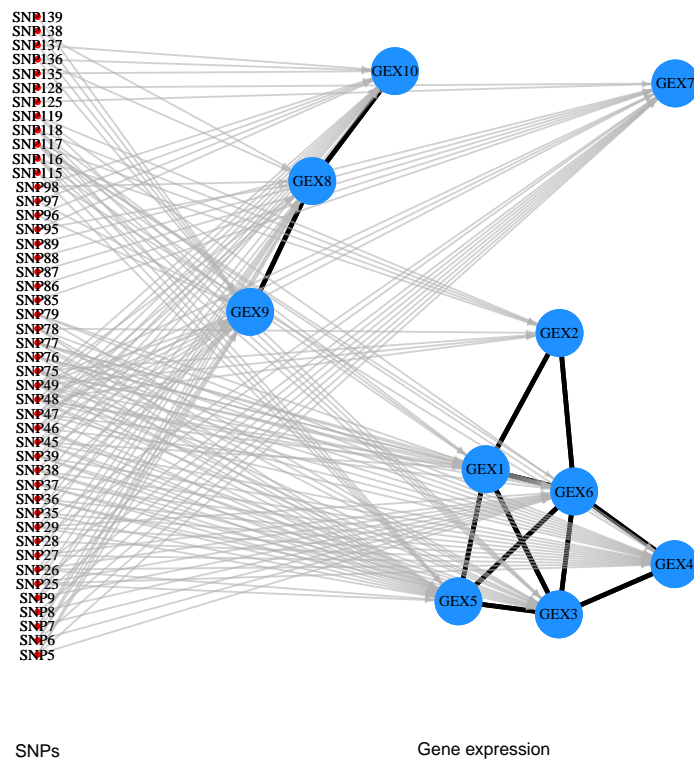 SNP139
SNP138
SNP137
SNP136
SNP135
SNP128
SNP125
SNP119
SNP118
SNP117
SNP116
SNP115
SNP98
SNP97
SNP96
SNP95
SNP89
SNP88
SNP87
SNP86
SNP85
SNP79
SNP78
SNP77
SNP76
SNP75
SNP49
SNP48
SNP47
SNP46
SNP45
SNP39
SNP38
SNP37
SNP36
SNP35
SNP29
SNP28
SNP27
SNP26
SNP25
SNP9
SNP8
SNP7
SNP6
SNP5
GEX10
GEX7
GEX8
GEX9
GEX2
GEX1
GEX6
GEX4
GEX5
GEX3
SNPs
Gene expression